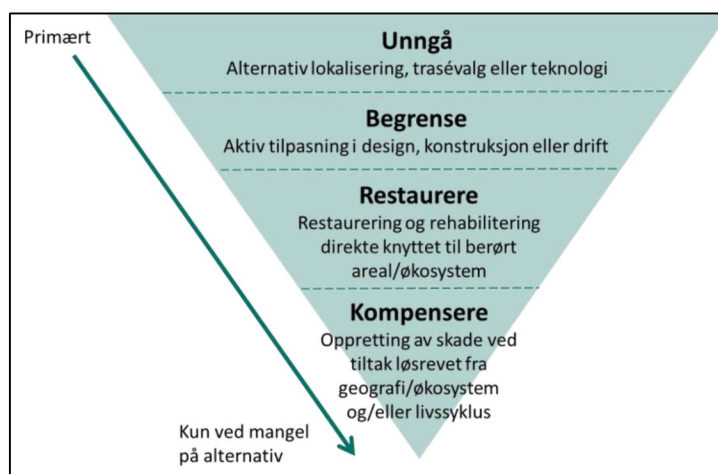 Primært
Unngå
Alternativ lokalisering, trasévalg eller teknologi
Begrense
Aktiv tilpasning i design, konstruksjon eller drift
Restaurere
Restaurering og rehabilitering
direkte knyttet til berørt
areal/økosystem
Kompensere
Oppretting av skade ved
tiltak løsrevet fra
geografi/økosystem
og/eller livssyklus
Kun ved mangel
på alternativ